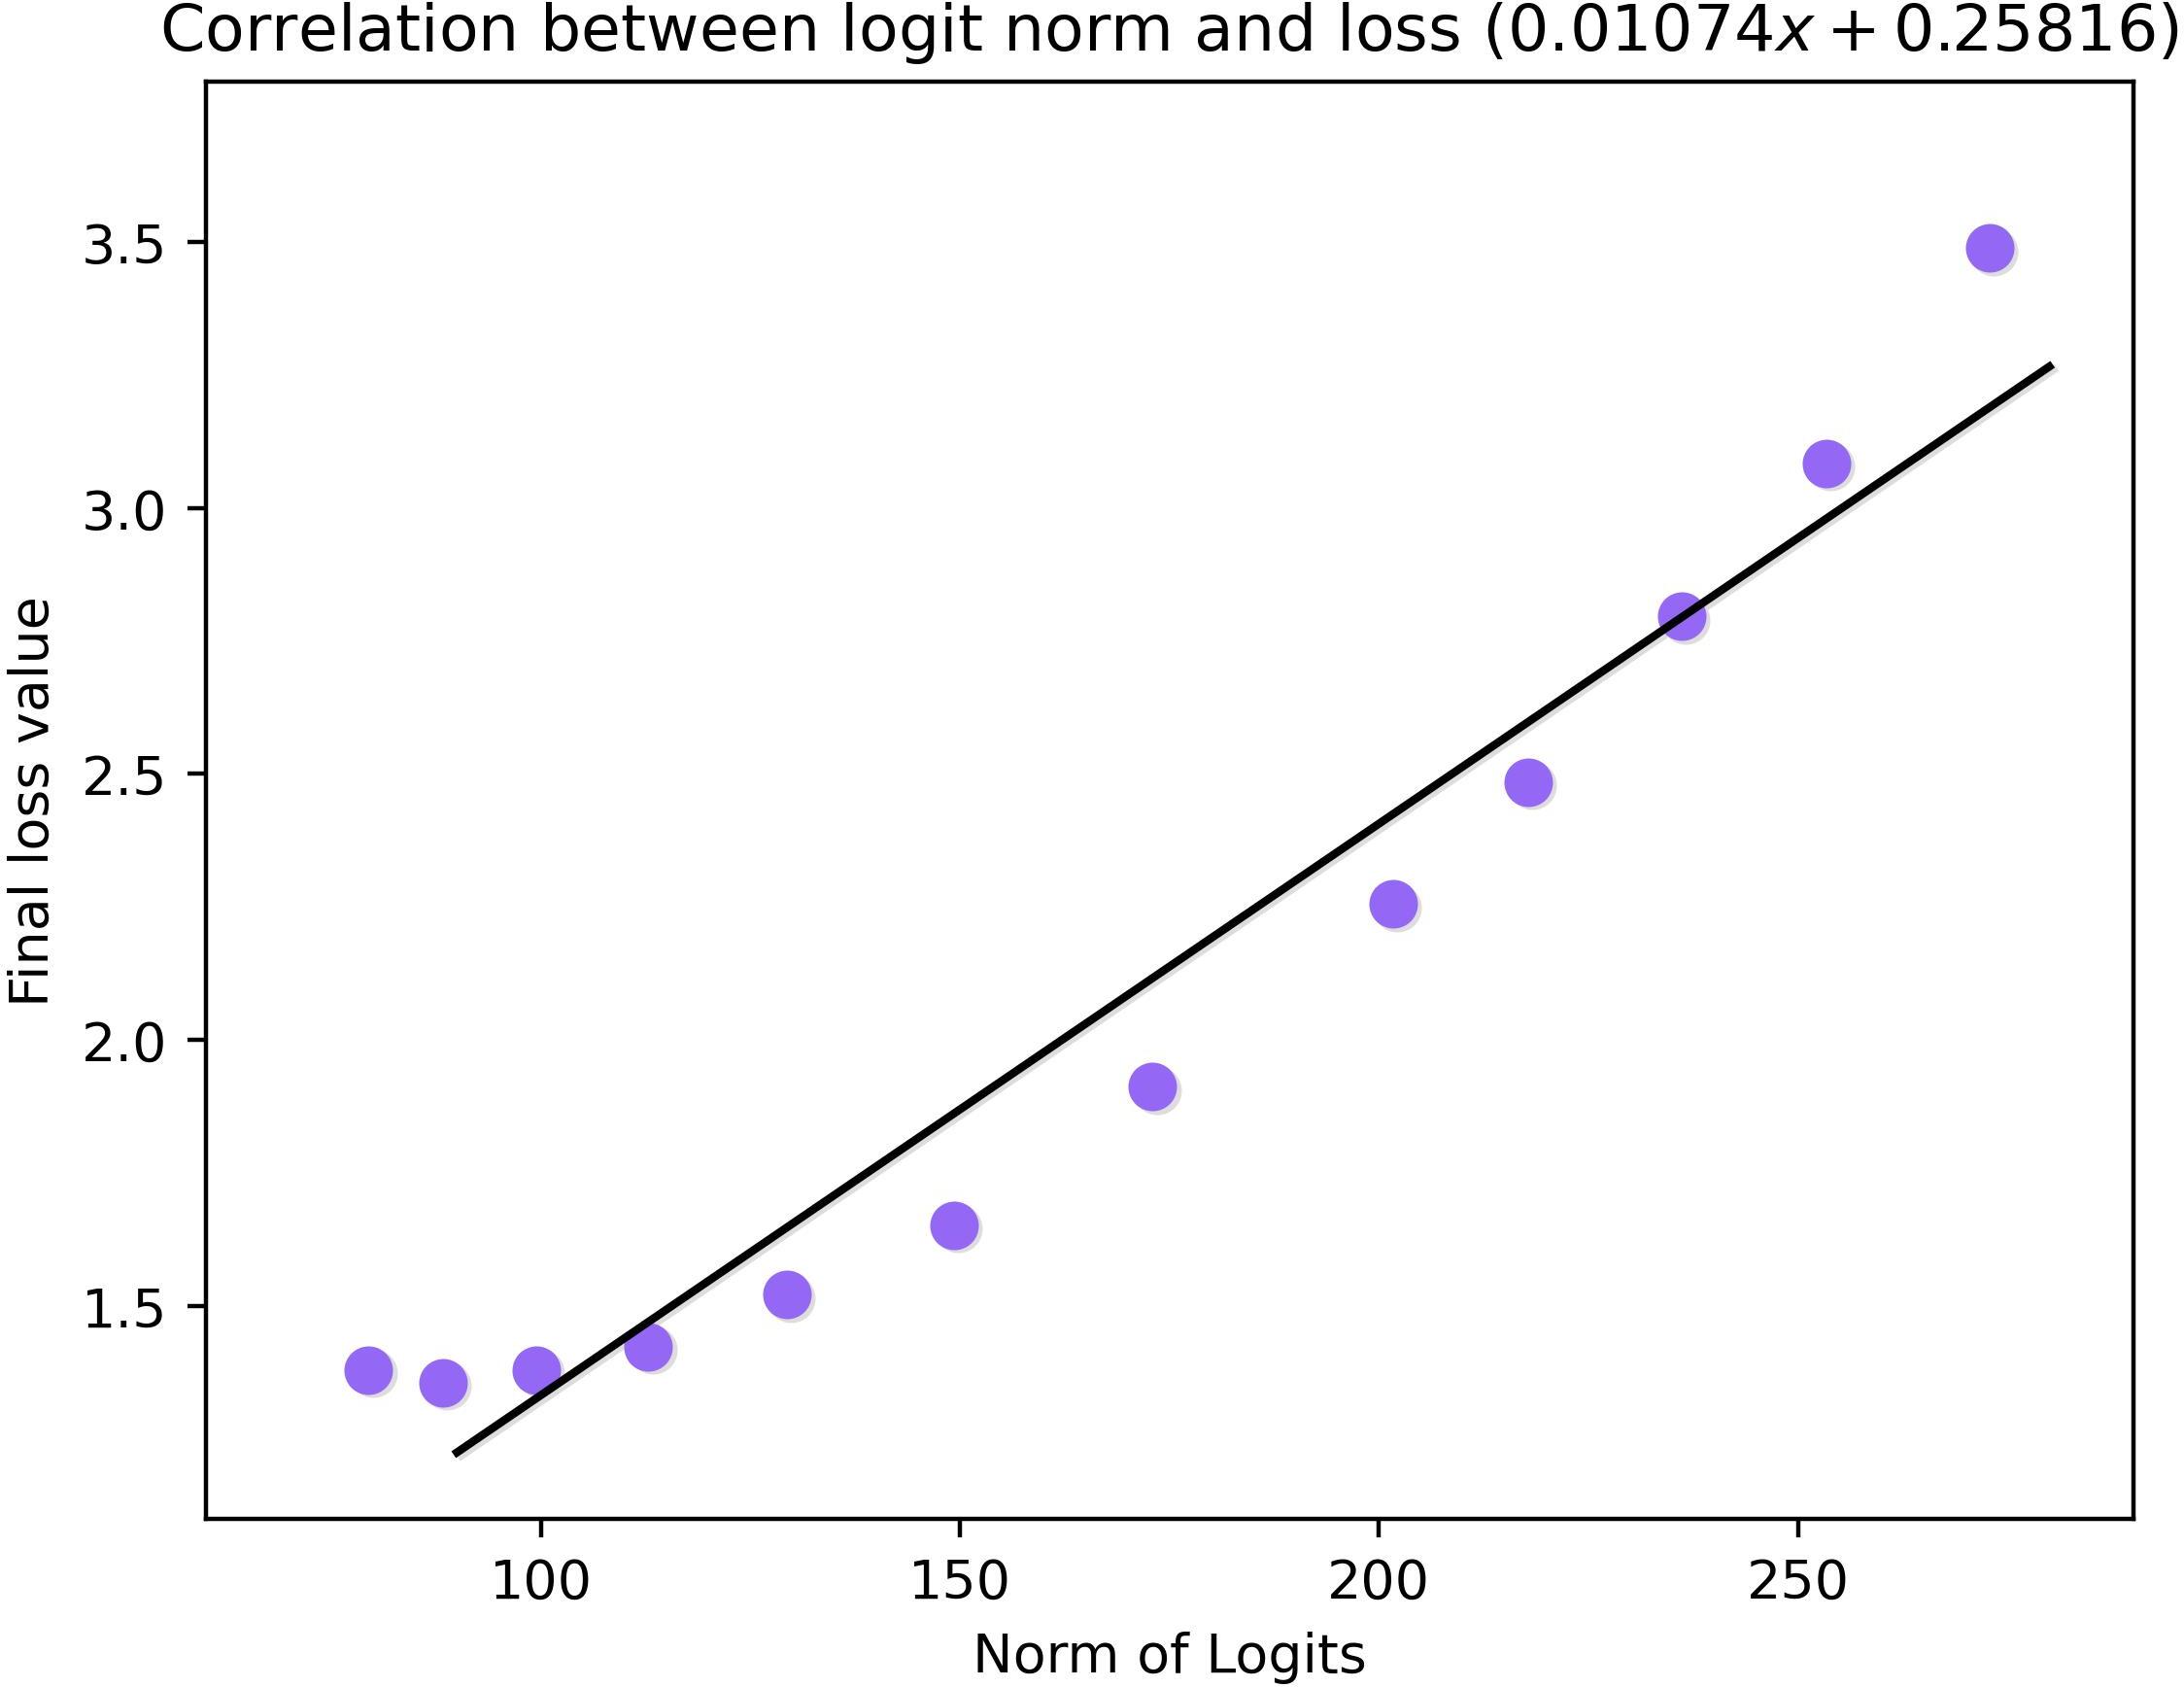 Correlation between logit norm and loss (0.01074x + 0.25816)
3.5
3.0
2.5
2.0
1.5
Final loss value
100 150 200 250
Norm of Logits